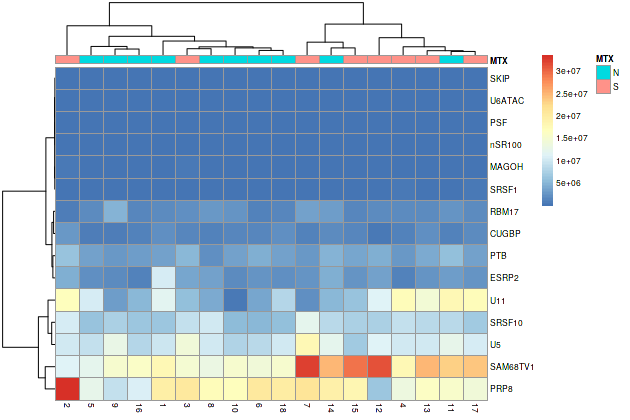 MTX
SKIP
U6ATAC
PSF
nSR100
MAGOH
SRSF1
RBM17
CUGBP
PTB
ESRP2
U11
SRSF10
U5
SAM68TV1
PRP8
2 5 9 16 1 3 8 10 6 18 7 14 15 12 4 13 11 17
3e+07
2.5e+07
2e+07
1.5e+07
1e+07
5e+06
MTX
N
S